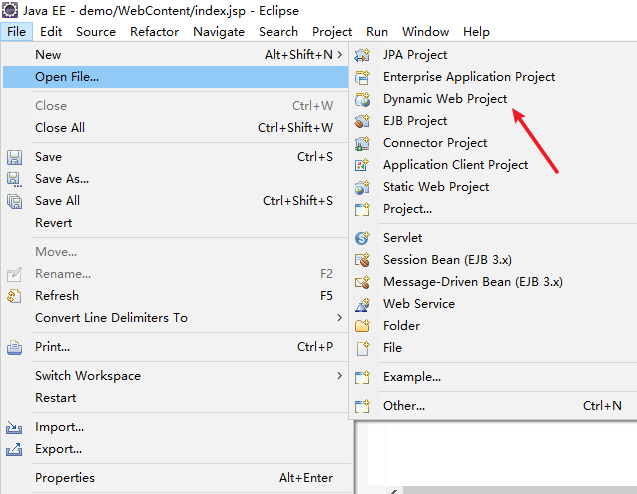 Java EE - demo/WebContent/index.jsp - Eclipse
File Edit Source Refactor Navigate Search Project Run Window Help
New Alt+Shift+N
Open File...
Close Ctrl+W
Close All Ctrl+Shift+W
Save Ctrl+S
Save As...
Save All Ctrl+Shift+S
Revert
Move...
Rename... F2
Refresh F5
Convert Line Delimiters To
Print... Ctrl+P
Switch Workspace
Restart
Import...
Export...
Properties Alt+Enter
JPA Project
Enterprise Application Project
Dynamic Web Project
EJB Project
Connector Project
Application Client Project
Static Web Project
Project...
Servlet
Session Bean (EJB 3.x)
Message-Driven Bean (EJB 3.x)
Web Service
Folder
File
Example...
Other... Ctrl+N